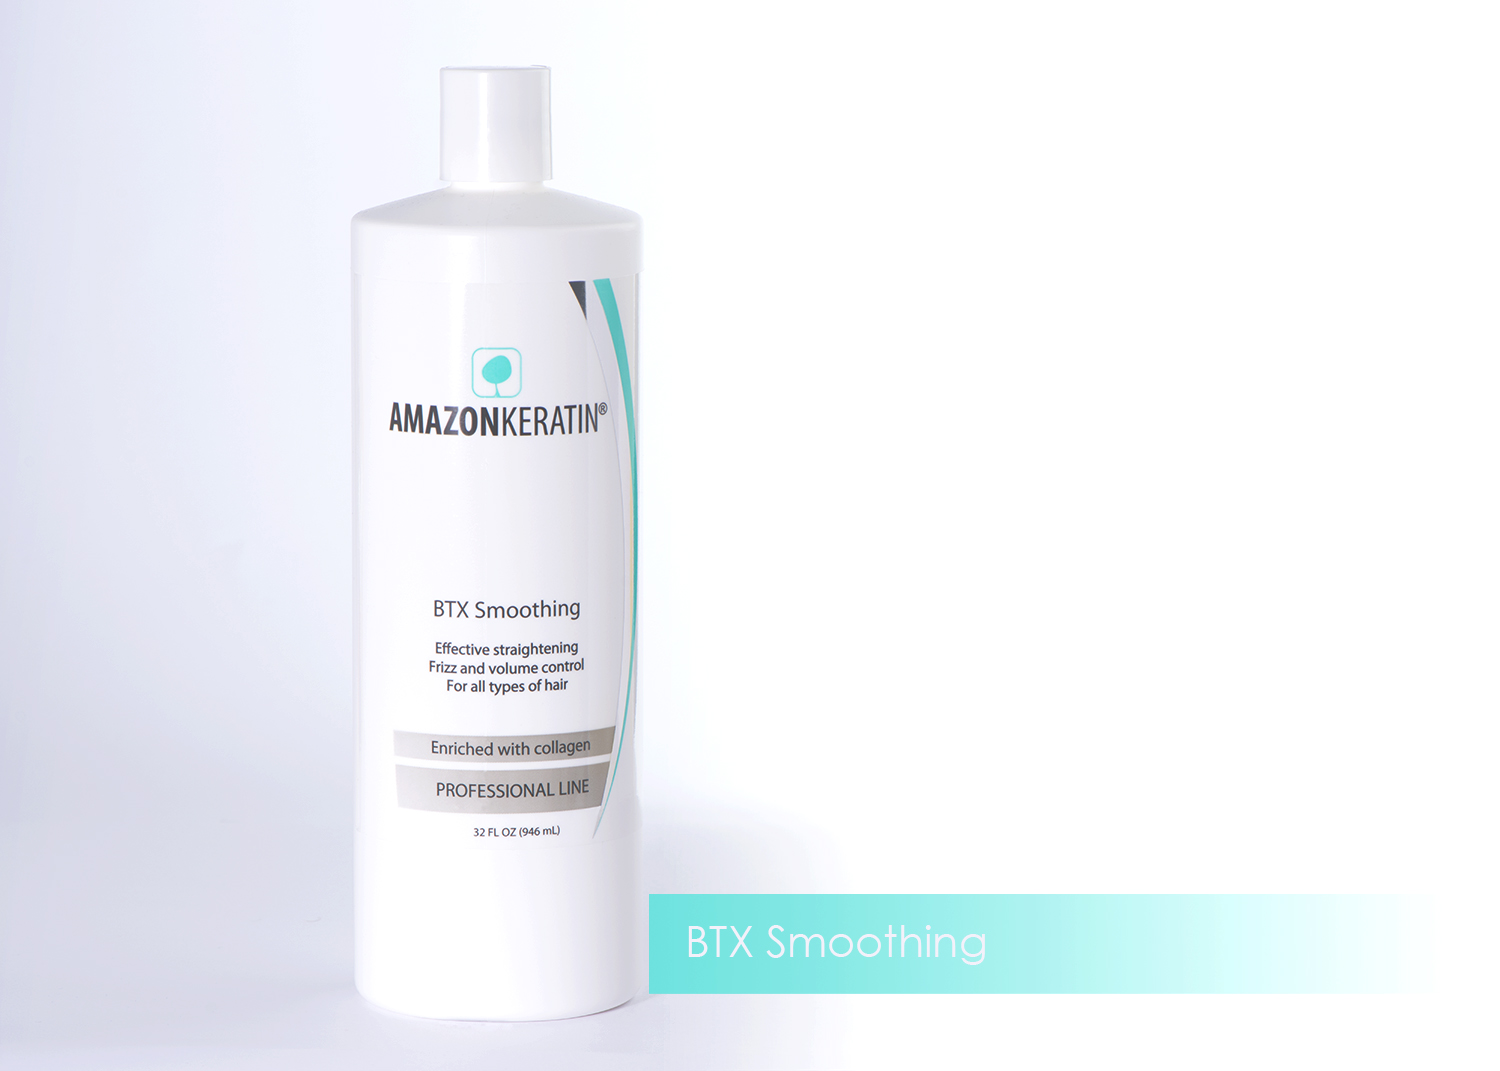 AMAZONKERATIN®
BTX Smoothing
Effective straightening
Frizz and volume control
For all types of hair
Enriched with collagen
PROFESSIONAL LINE
32 FL OZ (946 mL)
BTX Smoothing